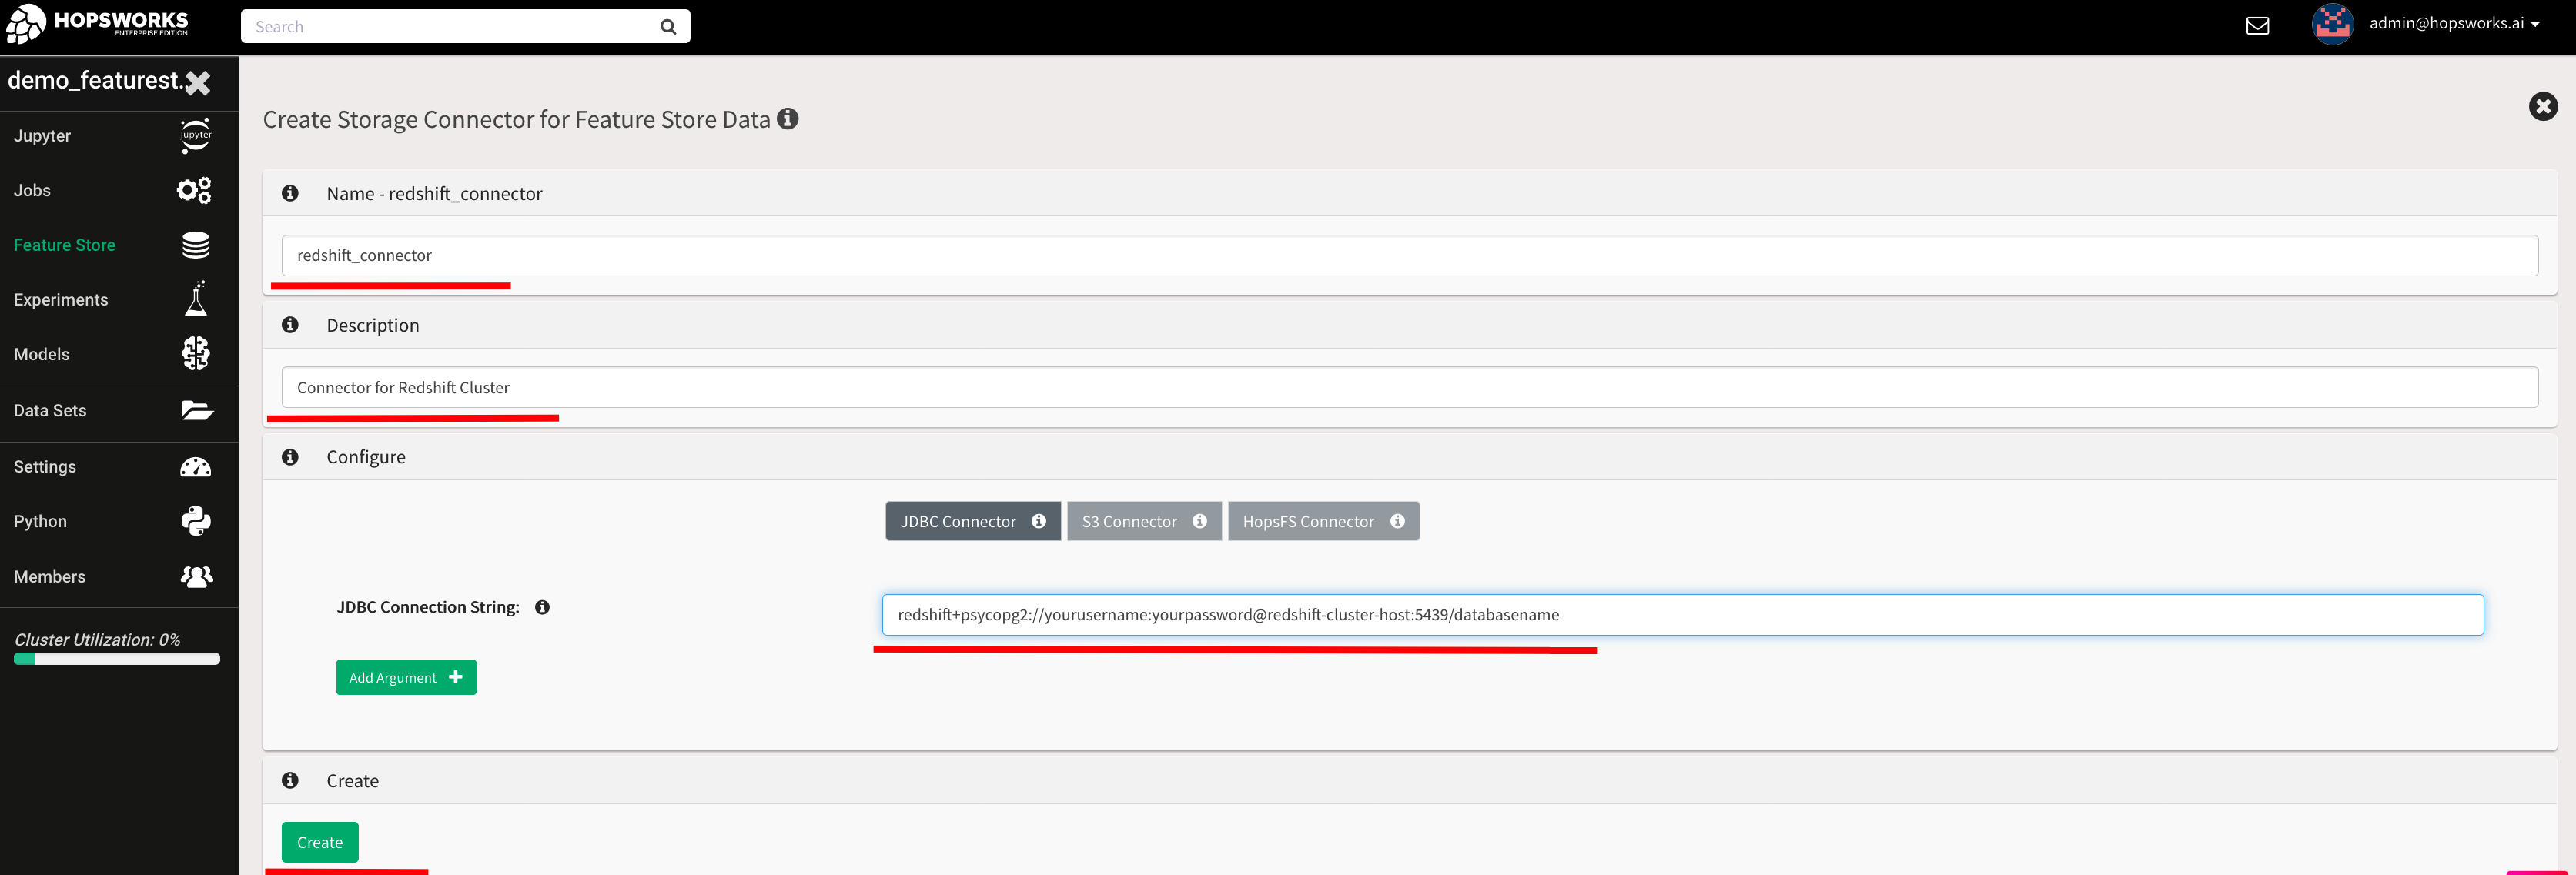 HOPSWORKS
ENTERPRISE EDITION
Search
admin@hopsworks.ai
demo_featurest..
Jupyter
jupyter
Jobs
Feature Store
Experiments
Models
Data Sets
Settings
Python
Members
Cluster Utilization: 0%
Create Storage Connector for Feature Store Data
Name - redshift_connector
redshift_connector
Description
Connector for Redshift Cluster
Configure
JDBC Connector
S3 Connector
HopsFS Connector
JDBC Connection String:
redshift+psycopg2://yourusername:yourpassword@redshift-cluster-host:5439/databasename
Add Argument
Create
Create